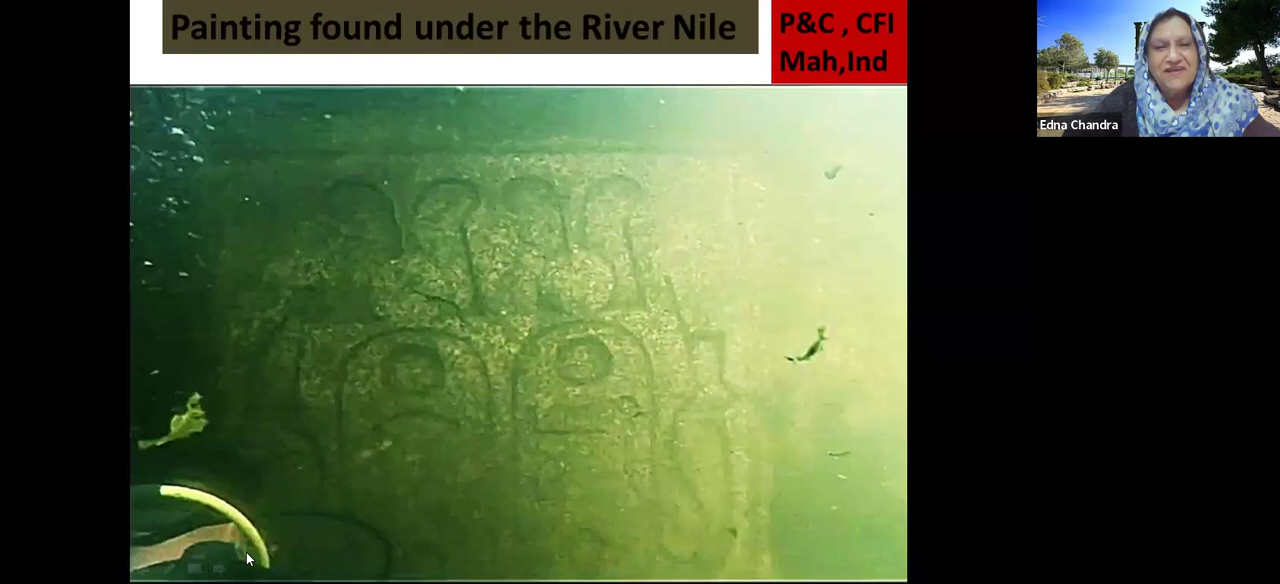 Painting found under the River Nile
P&C , CFI
Mah,Ind
Edna Chandra